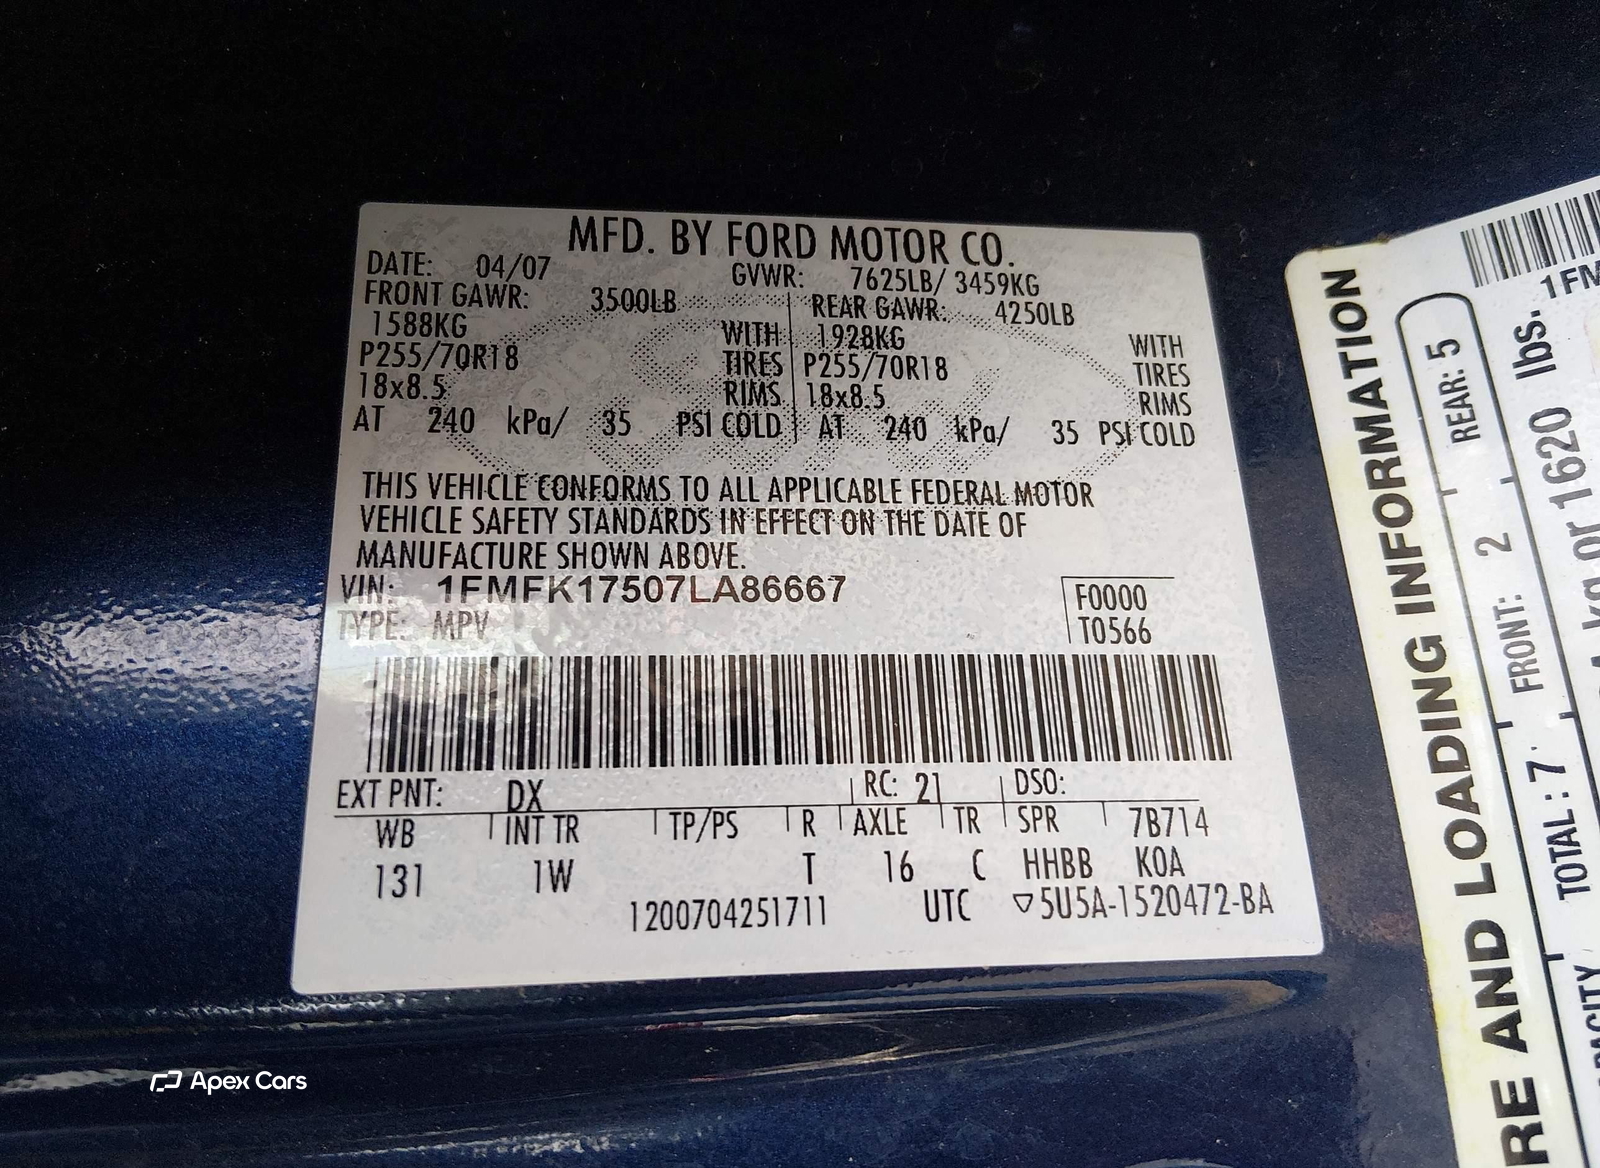 MFD. BY FORD MOTOR CO.
DATE: 04/07 GVWR: 7625LB/ 3459KG
FRONT GAWR: 3500LB REAR GAWR: 4250LB
1588KG WITH 1928KG WITH
P255/70R18 TIRES P255/70R18 TIRES
18x8.5 RIMS 18x8.5 RIMS
AT 240 kPa/ 35 PSI COLD AT 240 kPa/ 35 PSI COLD
THIS VEHICLE CONFORMS TO ALL APPLICABLE FEDERAL MOTOR
VEHICLE SAFETY STANDARDS IN EFFECT ON THE DATE OF
MANUFACTURE SHOWN ABOVE.
VIN: 1FMFK17507LA86667
F0000
TYPE: MPV T0566
EXT PNT: DX RC: 21 DSO:
WB INT TR TP/PS R AXLE TR SPR 7B714
131 1W T 16 C HHBB KOA
1200704251711 UTC ▽5U5A-1520472-BA
RE AND LOADING INFORMATION
TOTAL: 7 FRONT: 2 REAR: 5
kg or 1620 lbs.
1FM
Apex Cars